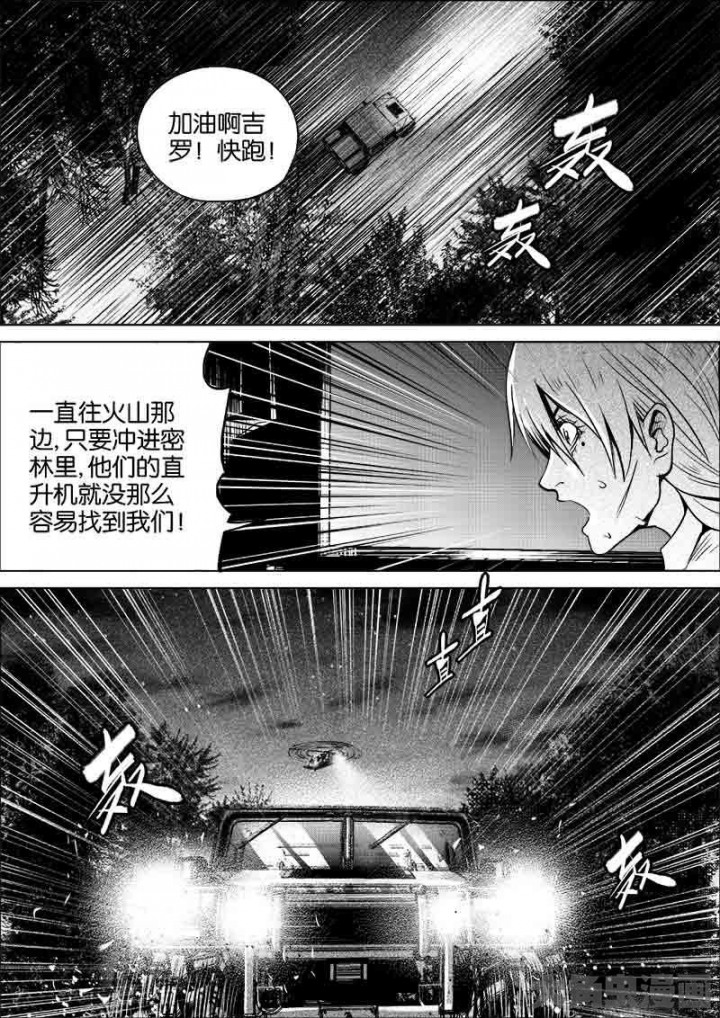 加油啊吉
罗！快跑！
轰
轰
一直往火山那
边,只要冲进密
林里,他们的直
升机就没那么
容易找到我们！
直
直
轰
轰